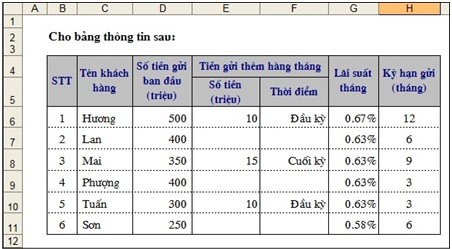 A B C D E F G H
1
2 Cho bảng thông tin sau:
3
4 STT Tên khách hàng Số tiền gửi ban đầu (triệu) Tiền gửi thêm hàng tháng Lãi suất tháng Kỳ hạn gửi (tháng)
5 Số tiền (triệu) Thời điểm
6 1 Hương 500 10 Đầu kỳ 0.67% 12
7 2 Lan 400 0.63% 6
8 3 Mai 350 15 Cuối kỳ 0.63% 9
9 4 Phượng 400 0.63% 3
10 5 Tuấn 300 10 Đầu kỳ 0.63% 3
11 6 Sơn 250 0.58% 6
12